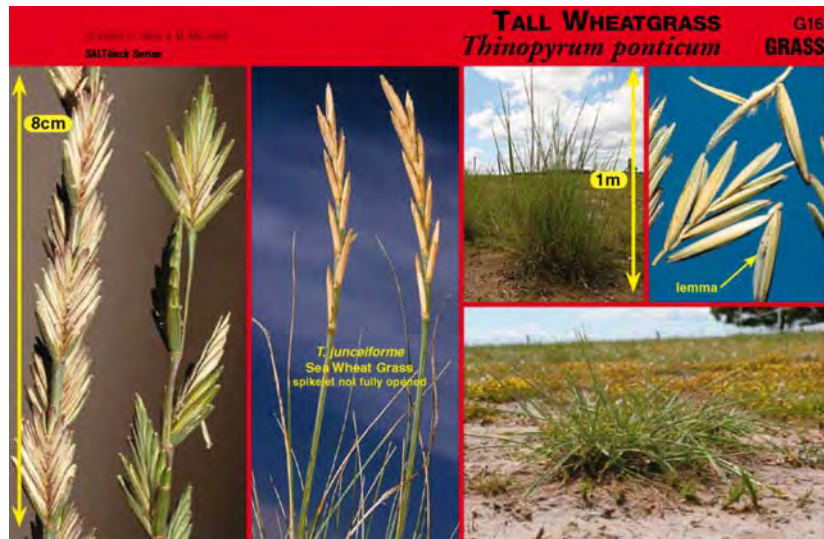 TALL WHEATGRASS
G16
SALTdeck Series
Thinopyrum ponticum
GRASS
8cm
1m
lemma
T. junceiforme
Sea Wheat Grass
spikelet not fully opened